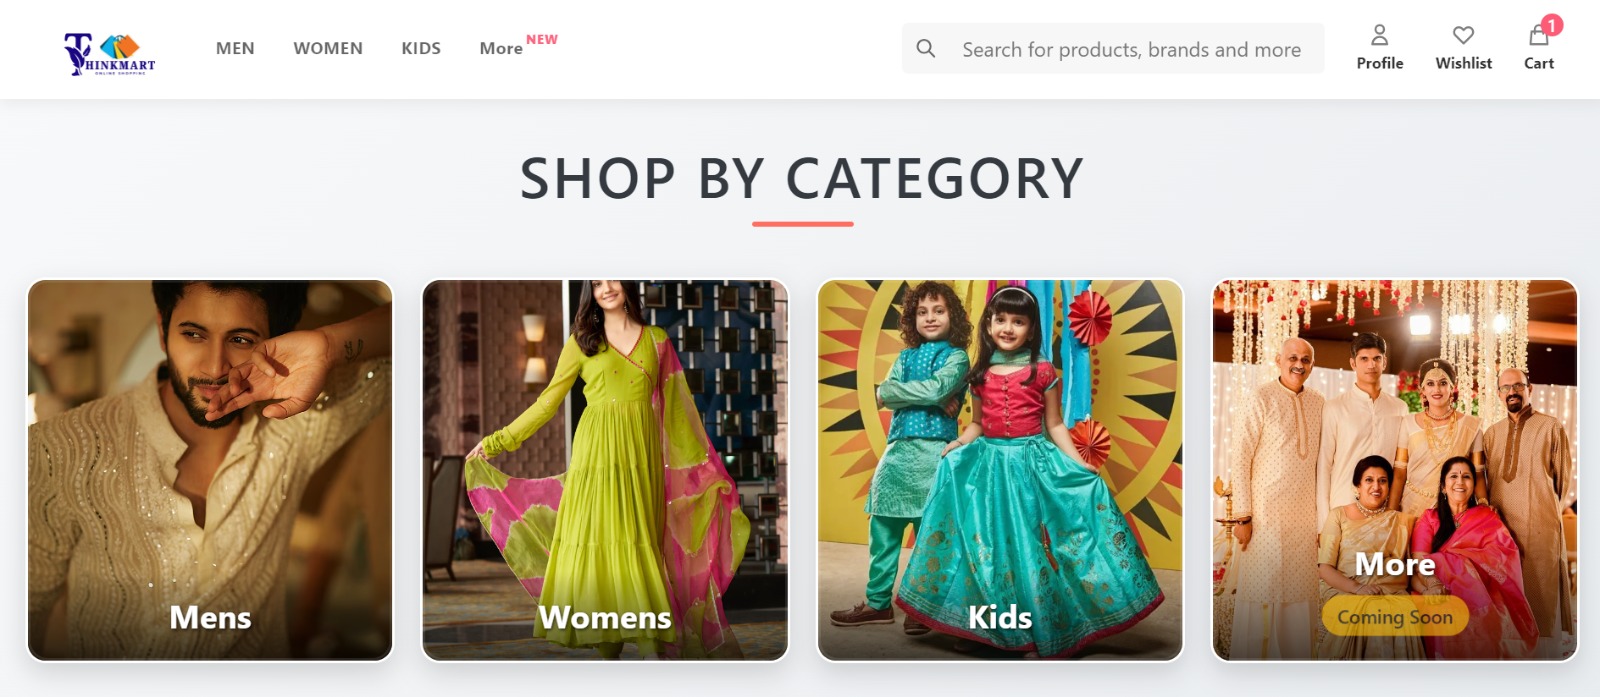 THINKMART
ONLINE SHOPPING
MEN
WOMEN
KIDS
More NEW
Search for products, brands and more
Profile
Wishlist
1
Cart
SHOP BY CATEGORY
Mens
Womens
Kids
More
Coming Soon